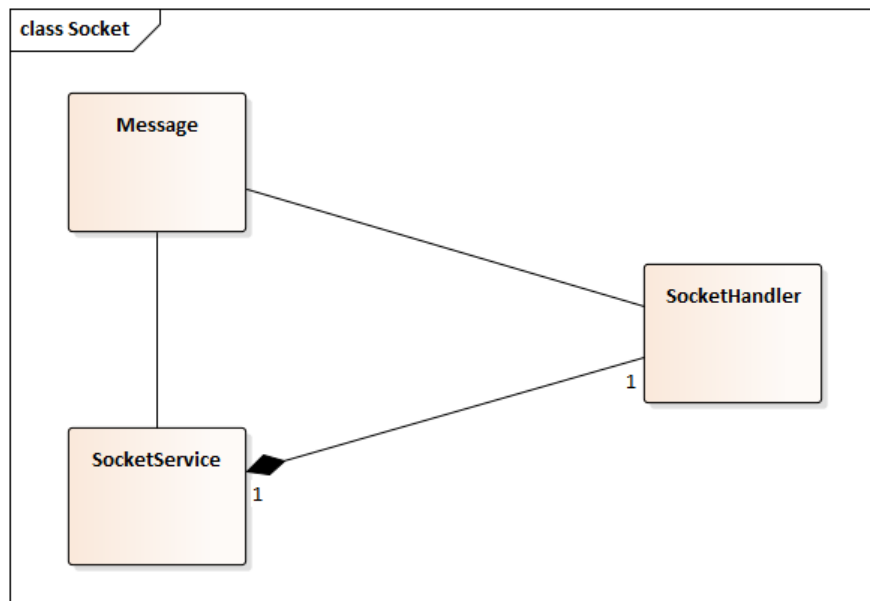 class Socket
Message
SocketHandler
1
SocketService
1